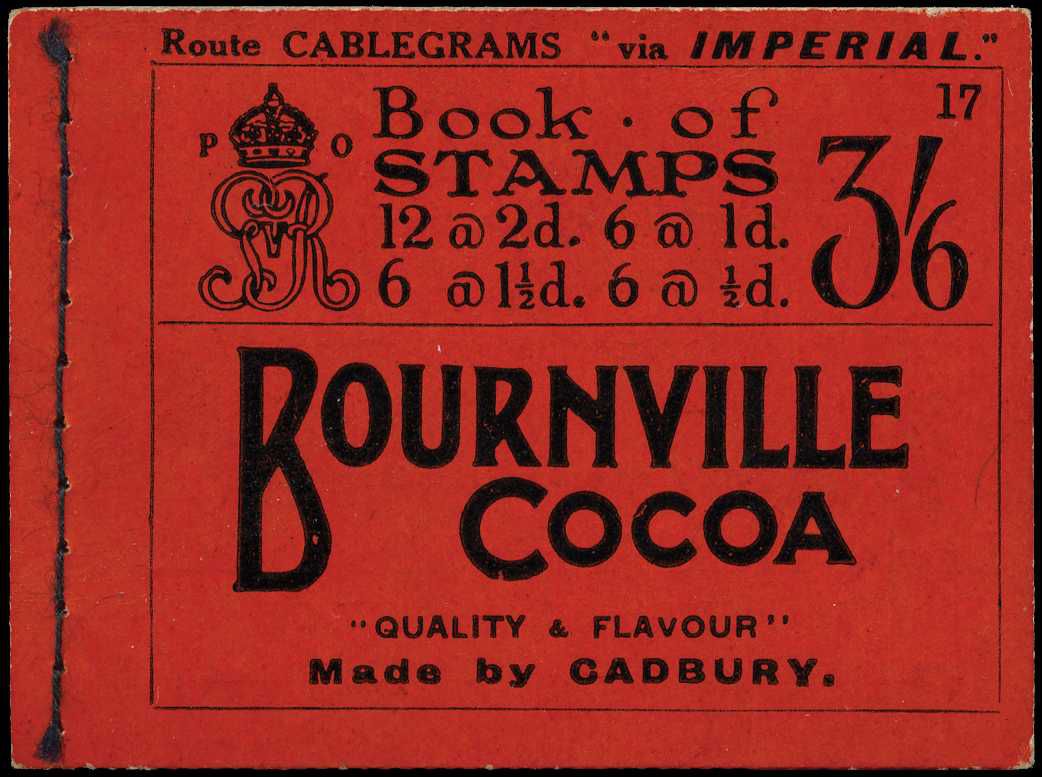 Route CABLEGRAMS "via IMPERIAL."
17
P O
GRV
Book · of
STAMPS
12 @ 2d. 6 @ 1d.
6 @ 1½d. 6 @ ½d.
3/6
BOURNVILLE
COCOA
"QUALITY & FLAVOUR"
Made by CADBURY.